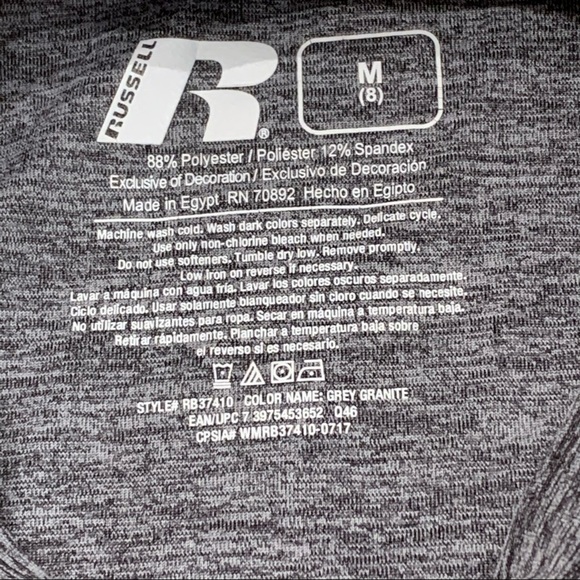 RUSSELL
R®
M
(8)
88% Polyester / Poliéster 12% Spandex
Exclusive of Decoration / Exclusivo de Decoración
Made in Egypt RN 70892 Hecho en Egipto
Machine wash cold. Wash dark colors separately. Delicate cycle.
Use only non-chlorine bleach when needed.
Do not use softeners. Tumble dry low. Remove promptly.
Low iron on reverse if necessary.
Lavar a máquina con agua fría. Lavar los colores oscuros separadamente.
Ciclo delicado. Usar solamente blanqueador sin cloro cuando se necesite.
No utilizar suavizantes para ropa. Secar en máquina a temperatura baja.
Retirar rápidamente. Planchar a temperatura baja sobre
el reverso si es necesario.
STYLE# RB37410 COLOR NAME: GREY GRANITE
EAN/UPC 7 3975453652 Q46
CPSIA# WMRB37410-0717